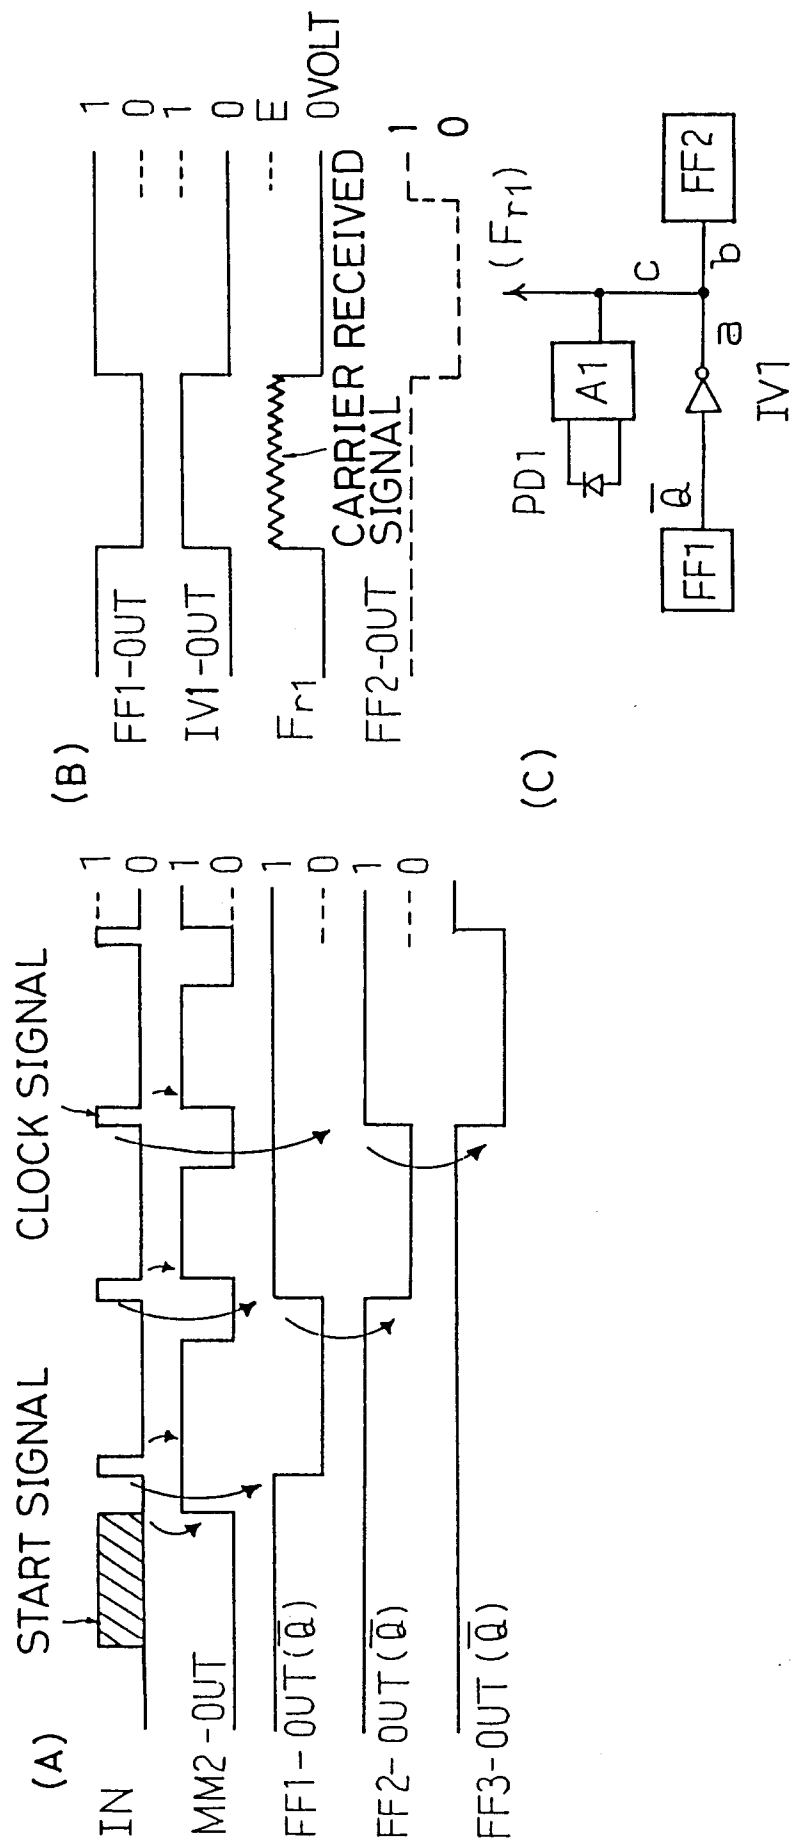 (A)
START SIGNAL
CLOCK SIGNAL
IN
1
0
MM2-OUT
1
0
FF1-OUT(Q̅)
1
0
FF2-OUT(Q̅)
1
0
FF3-OUT(Q̅)
(B)
FF1-OUT
1
0
IV1-OUT
1
0
Fr1
E
0VOLT
CARRIER RECEIVED
SIGNAL
FF2-OUT
1
0
(C)
(Fr1)
PD1
A1
c
FF1
Q̅
a
b
FF2
IV1